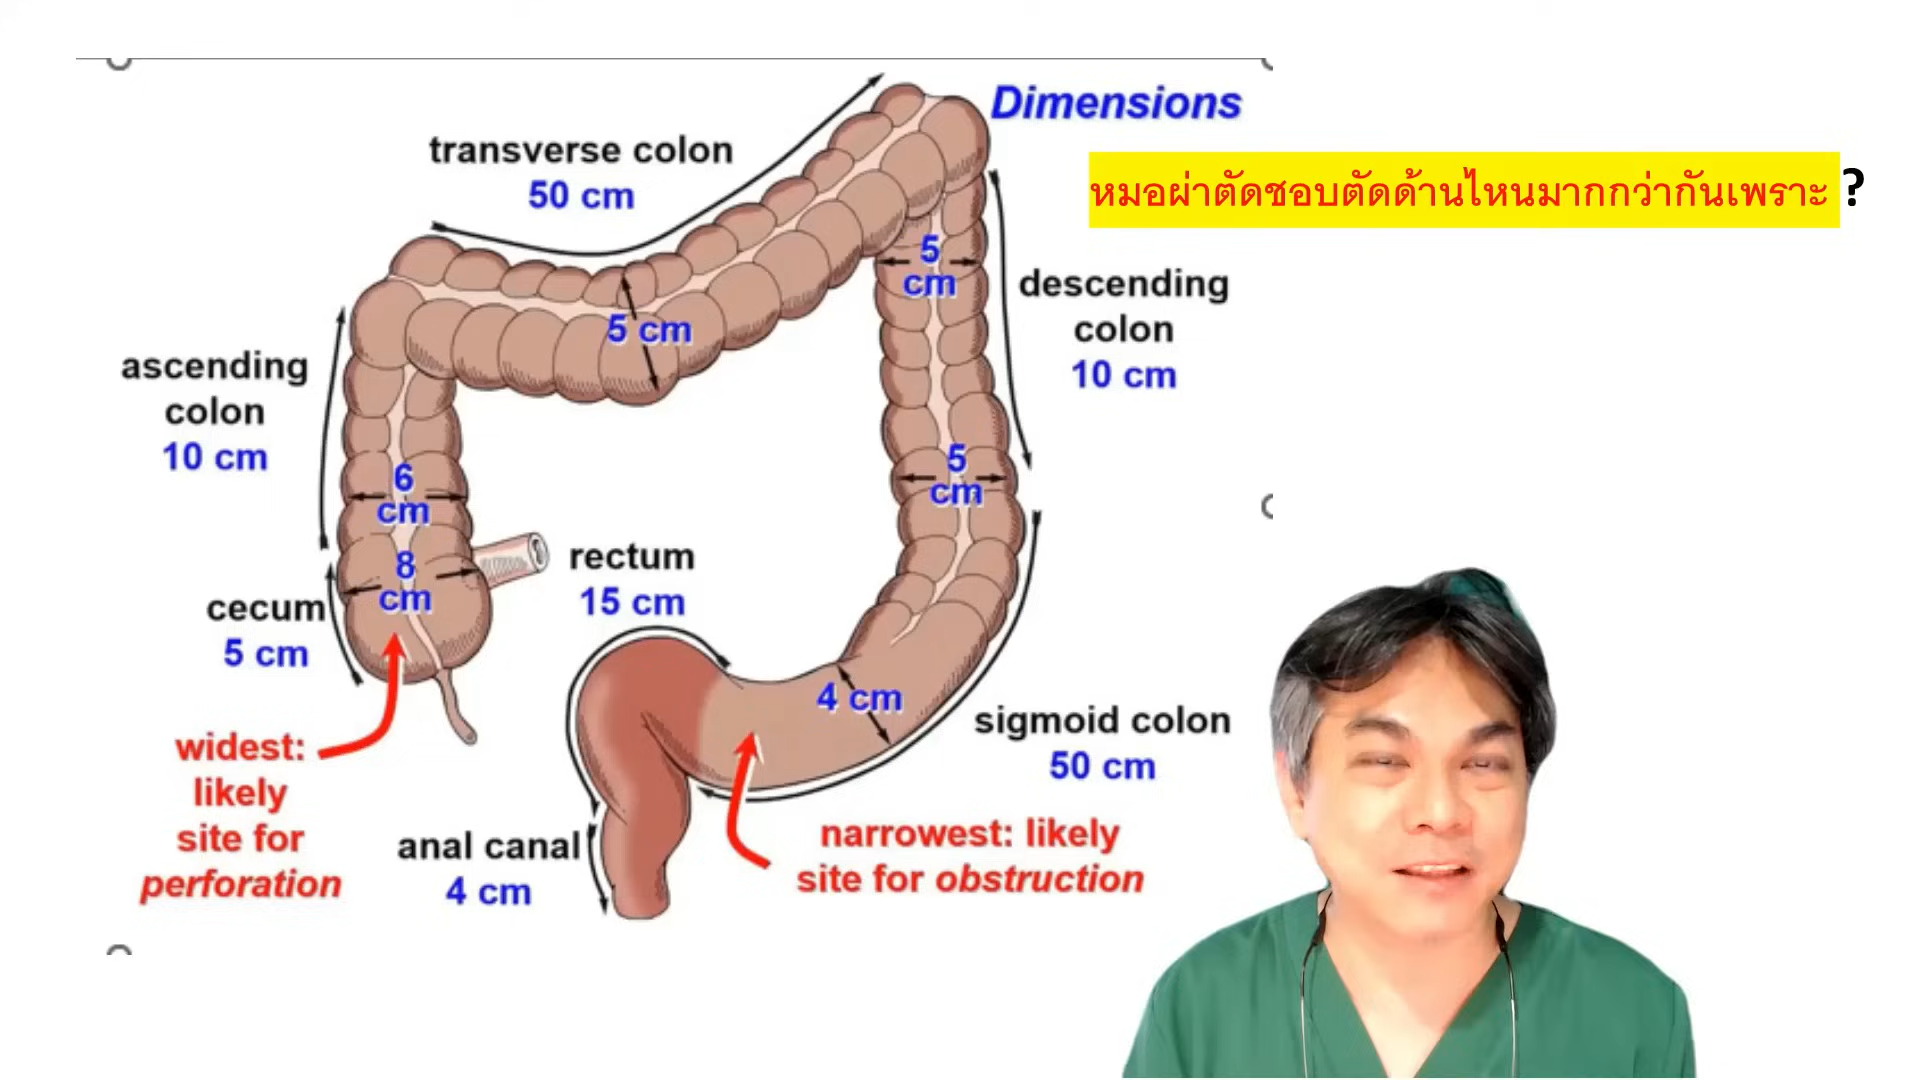 Dimensions
หมอผ่าตัดชอบตัดด้านไหนมากกว่ากันเพราะ ?
transverse colon
50 cm
5 cm
5
cm
descending
colon
10 cm
ascending
colon
10 cm
6
cm
5
cm
8
cm
rectum
15 cm
cecum
5 cm
4 cm
sigmoid colon
50 cm
widest:
likely
site for
perforation
anal canal
4 cm
narrowest: likely
site for obstruction